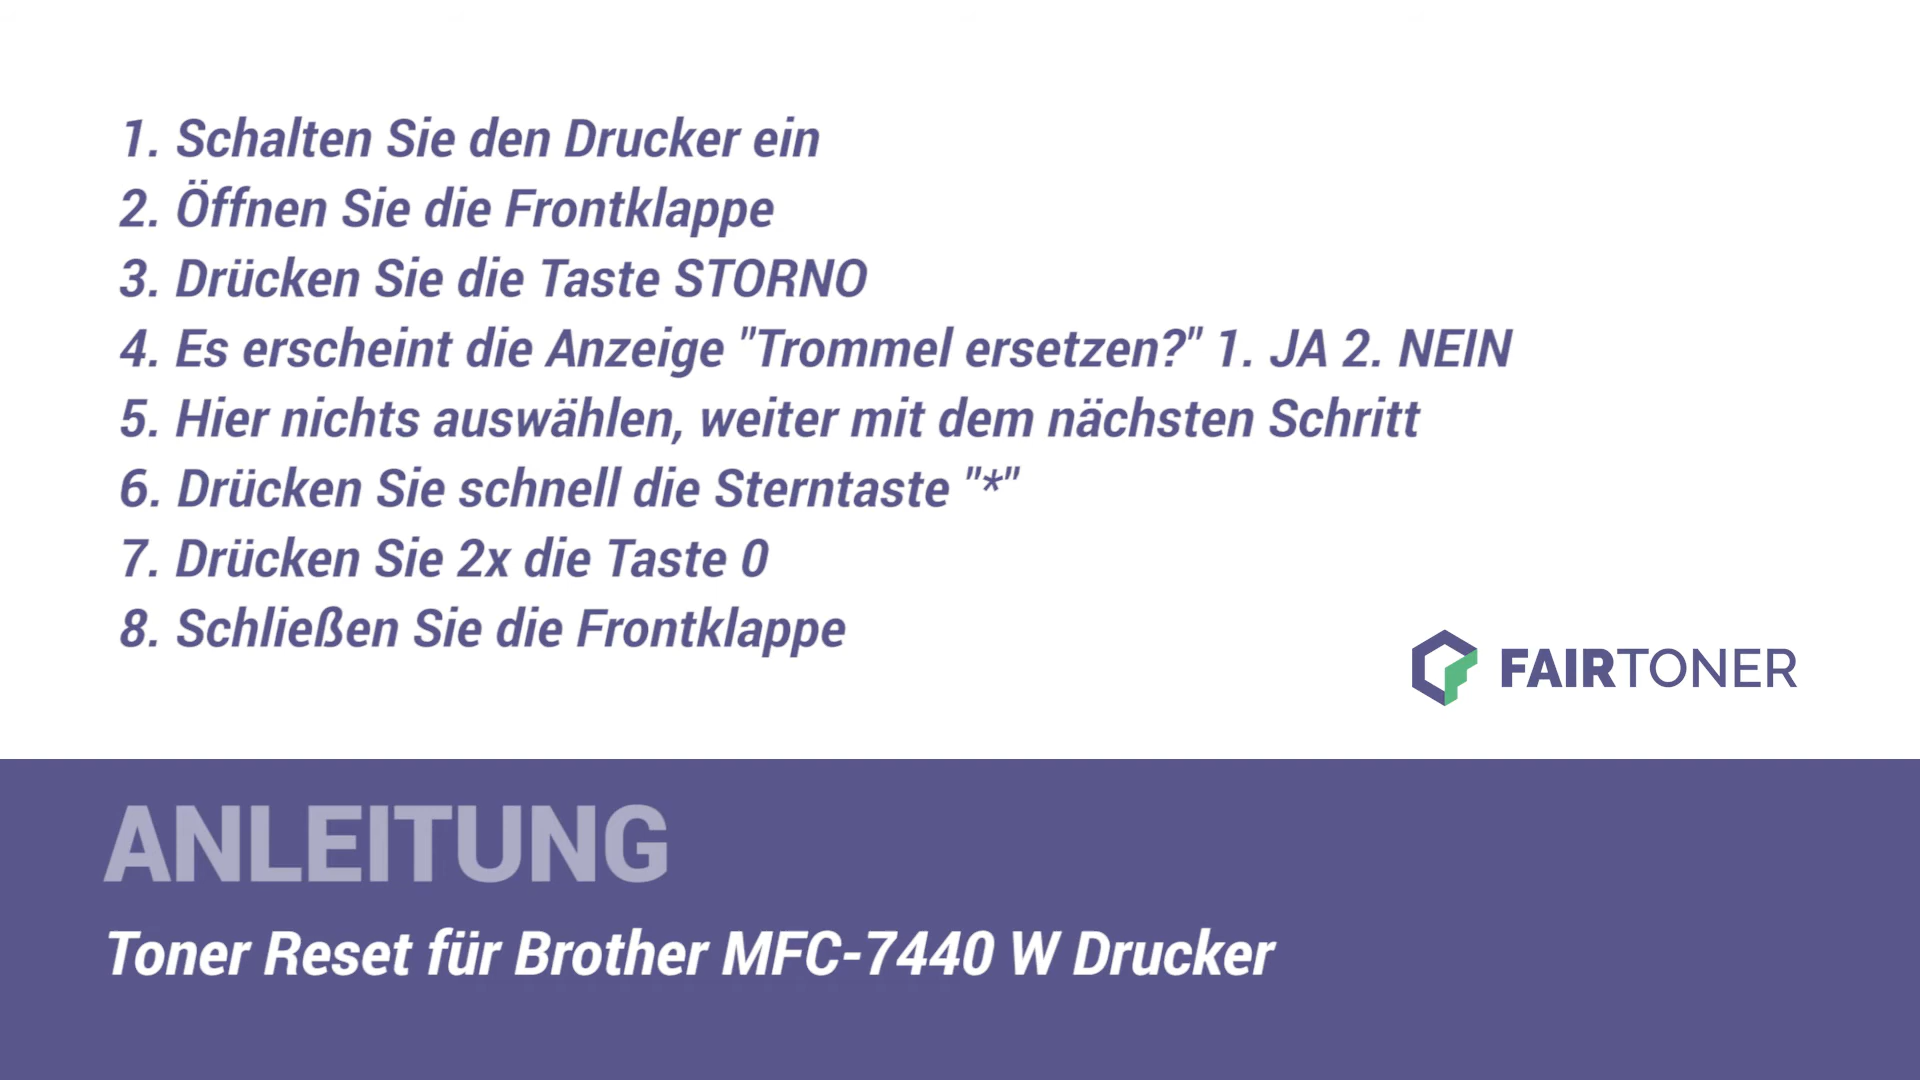 1. Schalten Sie den Drucker ein
2. Öffnen Sie die Frontklappe
3. Drücken Sie die Taste STORNO
4. Es erscheint die Anzeige "Trommel ersetzen?" 1. JA 2. NEIN
5. Hier nichts auswählen, weiter mit dem nächsten Schritt
6. Drücken Sie schnell die Sterntaste "*"
7. Drücken Sie 2x die Taste 0
8. Schließen Sie die Frontklappe
FAIRTONER
ANLEITUNG
Toner Reset für Brother MFC-7440 W Drucker